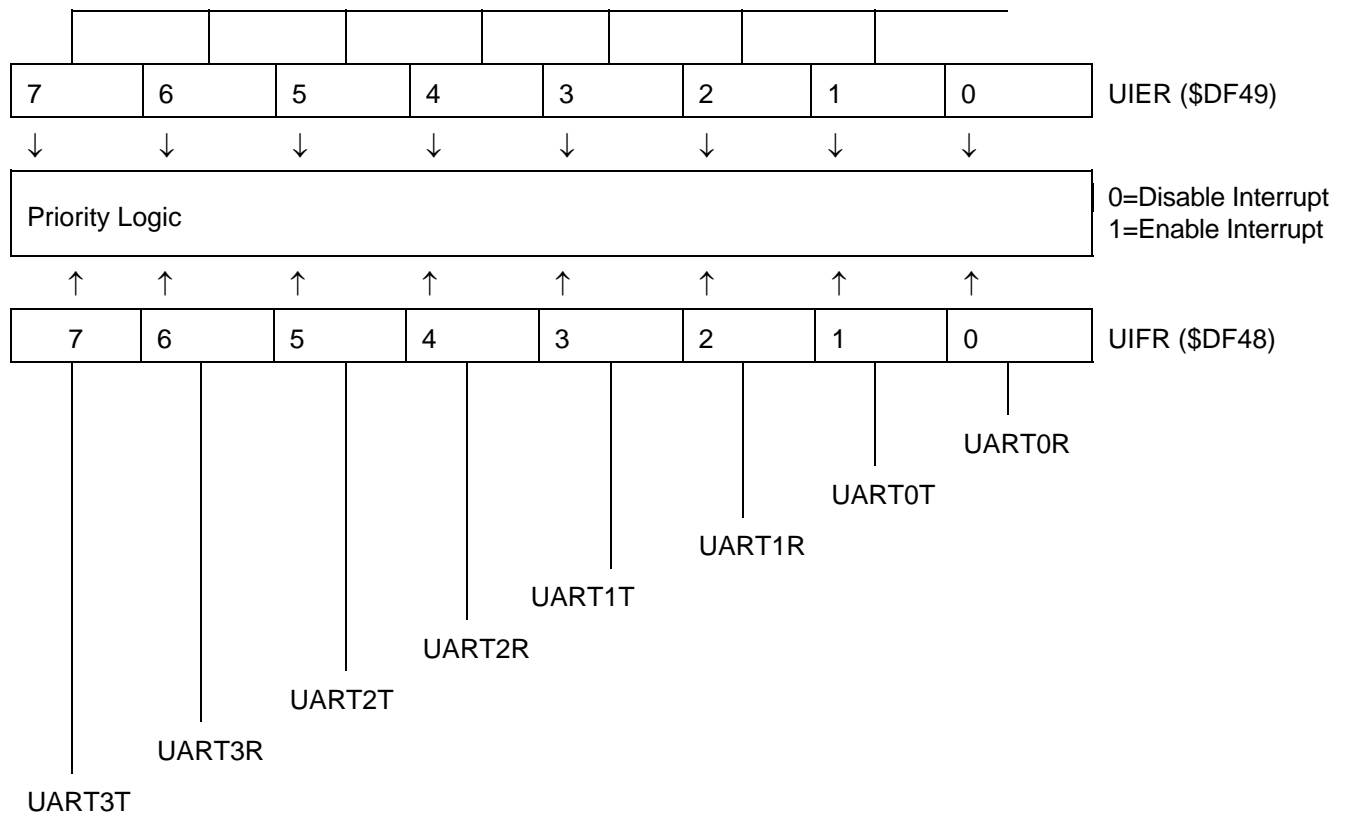 7 6 5 4 3 2 1 0 UIER ($DF49)
↓ ↓ ↓ ↓ ↓ ↓ ↓ ↓
Priority Logic
0=Disable Interrupt
1=Enable Interrupt
↑ ↑ ↑ ↑ ↑ ↑ ↑ ↑
7 6 5 4 3 2 1 0 UIFR ($DF48)
UART0R
UART0T
UART1R
UART1T
UART2R
UART2T
UART3R
UART3T